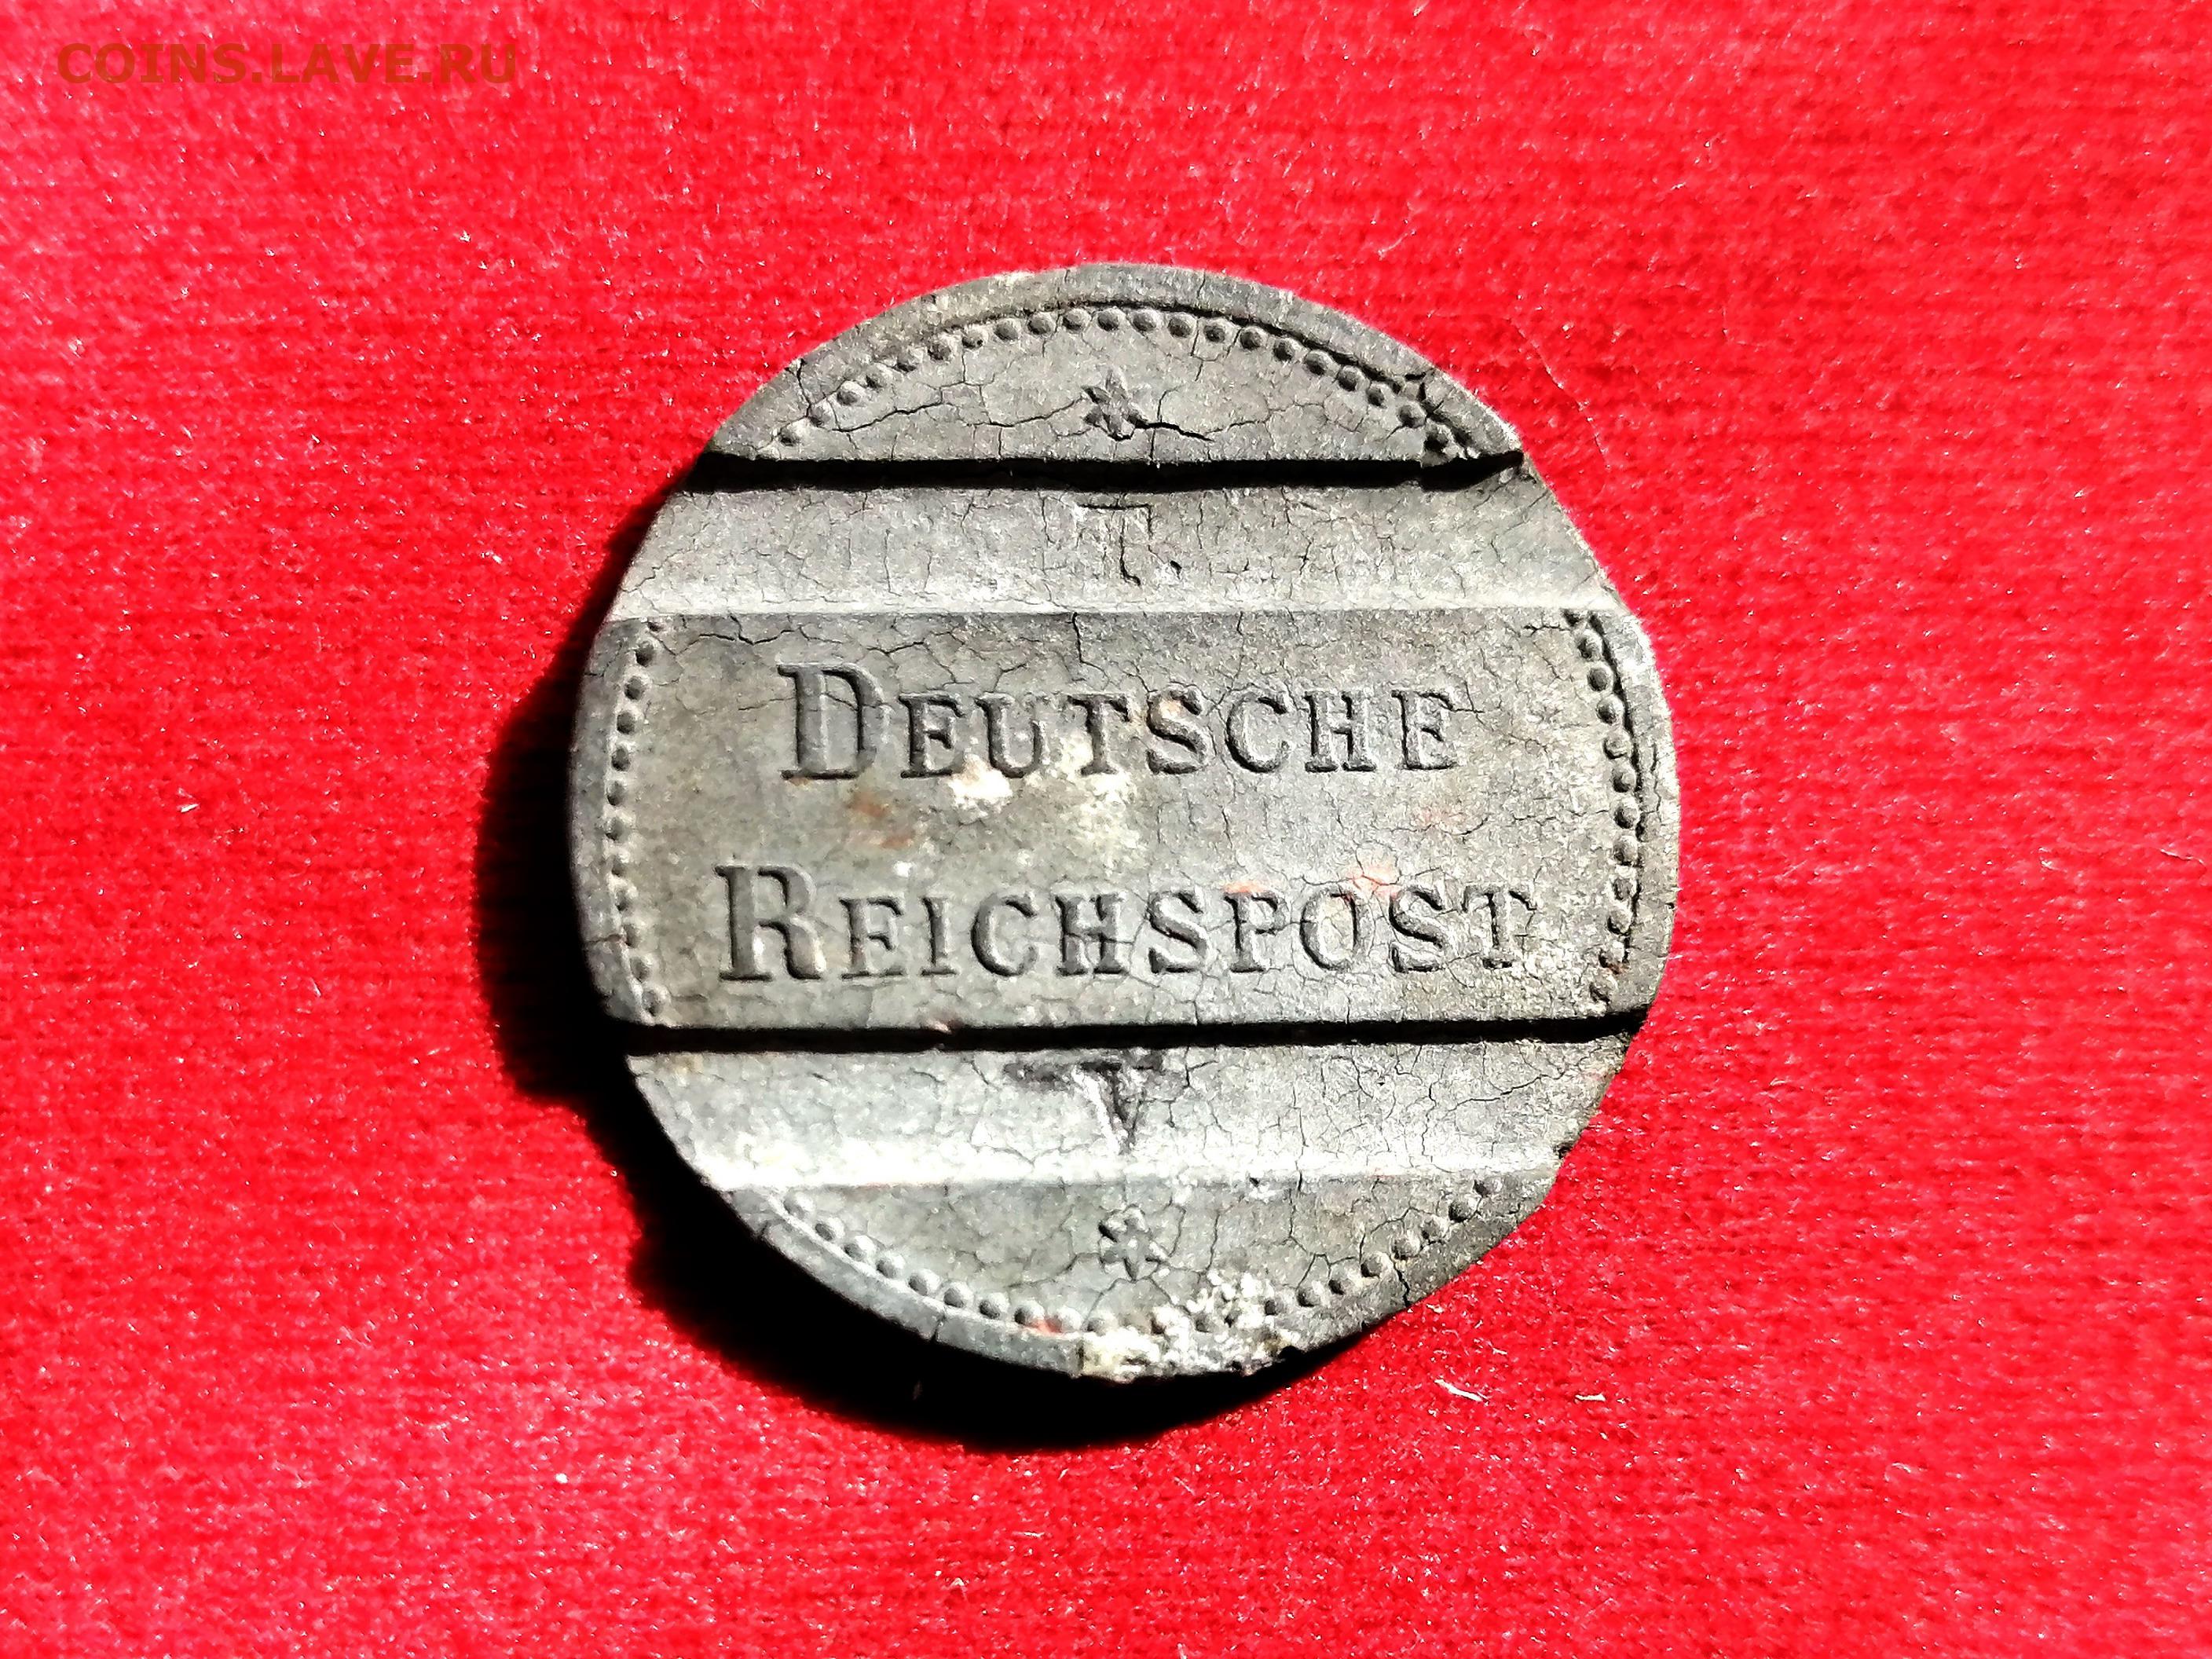 COINS.LAVE.RU
T.
DEUTSCHE
REICHSPOST
V